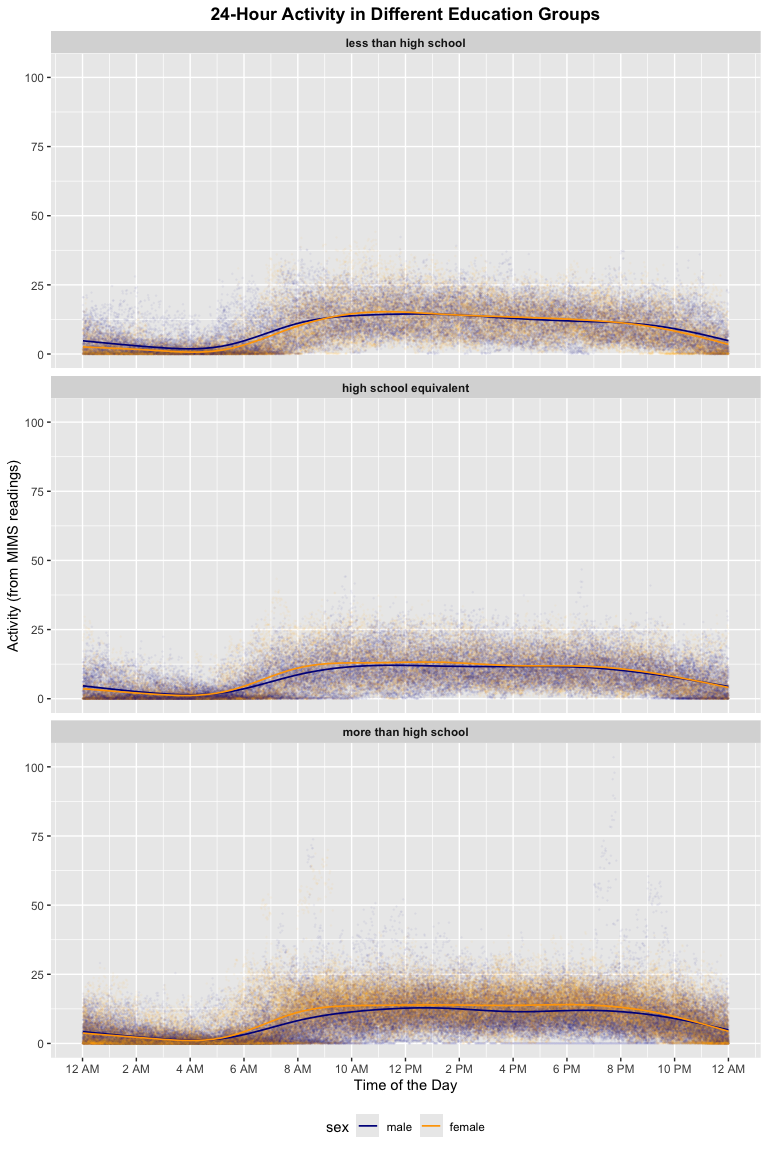 24-Hour Activity in Different Education Groups
less than high school
100
75
50
25
0
high school equivalent
100
75
50
25
0
Activity (from MIMS readings)
more than high school
100
75
50
25
0
12 AM 2 AM 4 AM 6 AM 8 AM 10 AM 12 PM 2 PM 4 PM 6 PM 8 PM 10 PM 12 AM
Time of the Day
sex male female